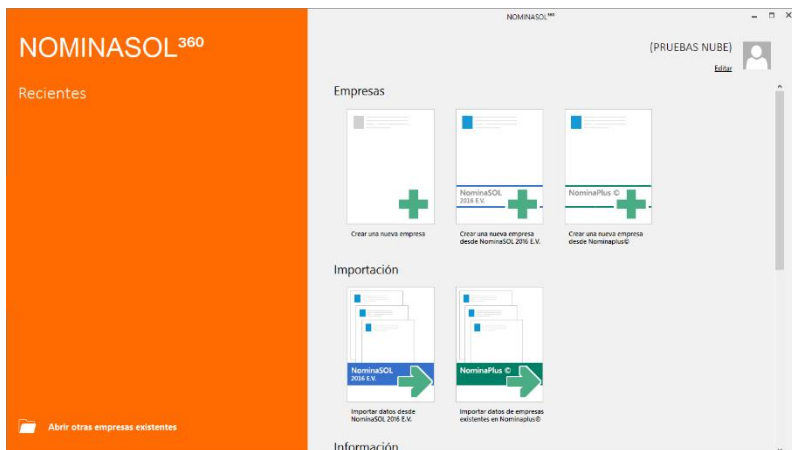 NOMINASOL³⁶⁰
NOMINASOL³⁶⁰
(PRUEBAS NUBE)
Editar
Recientes
Empresas
NominaSOL
2016 E.V.
NominaPlus ©
Crear una nueva empresa
Crear una nueva empresa
desde NominaSOL 2016 E.V.
Crear una nueva empresa
desde Nominaplus©
Importación
NominaSOL
2016 E.V.
NominaPlus ©
Importar datos desde
NominaSOL 2016 E.V.
Importar datos de empresas
existentes en Nominaplus©
Abrir otras empresas existentes
Información